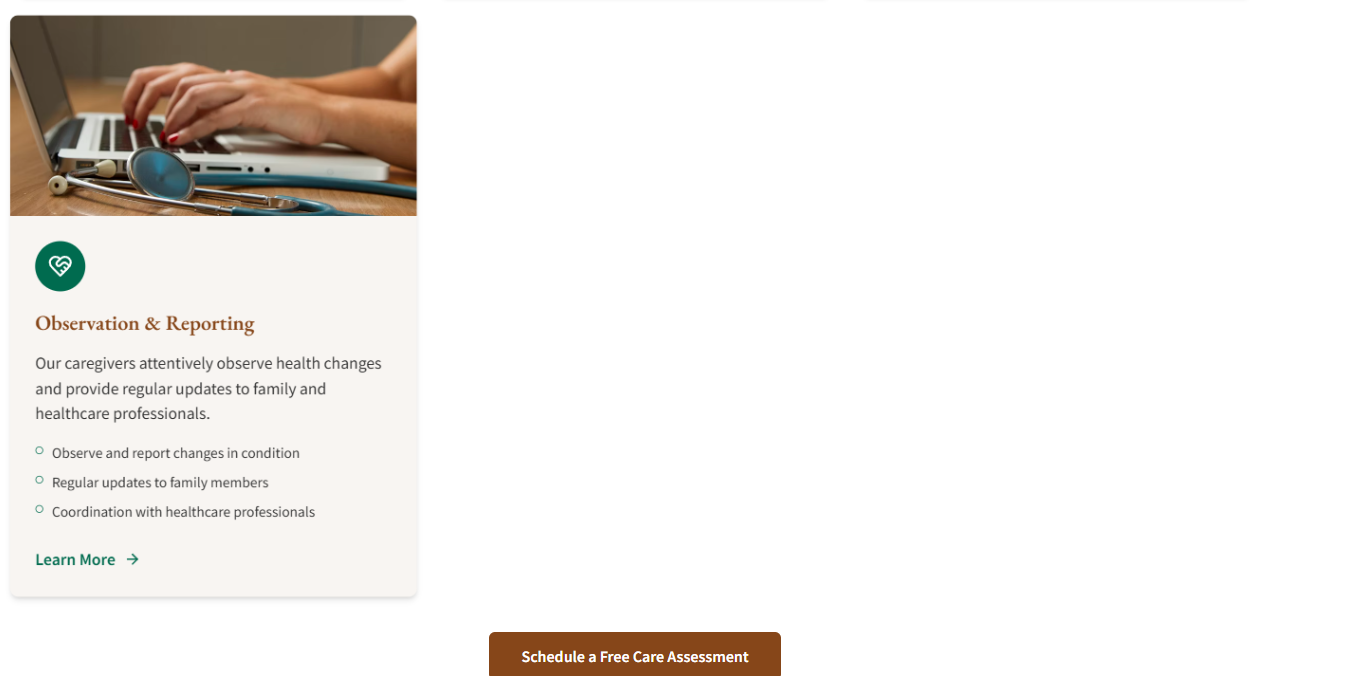 Observation & Reporting
Our caregivers attentively observe health changes
and provide regular updates to family and
healthcare professionals.
Observe and report changes in condition
Regular updates to family members
Coordination with healthcare professionals
Learn More →
Schedule a Free Care Assessment